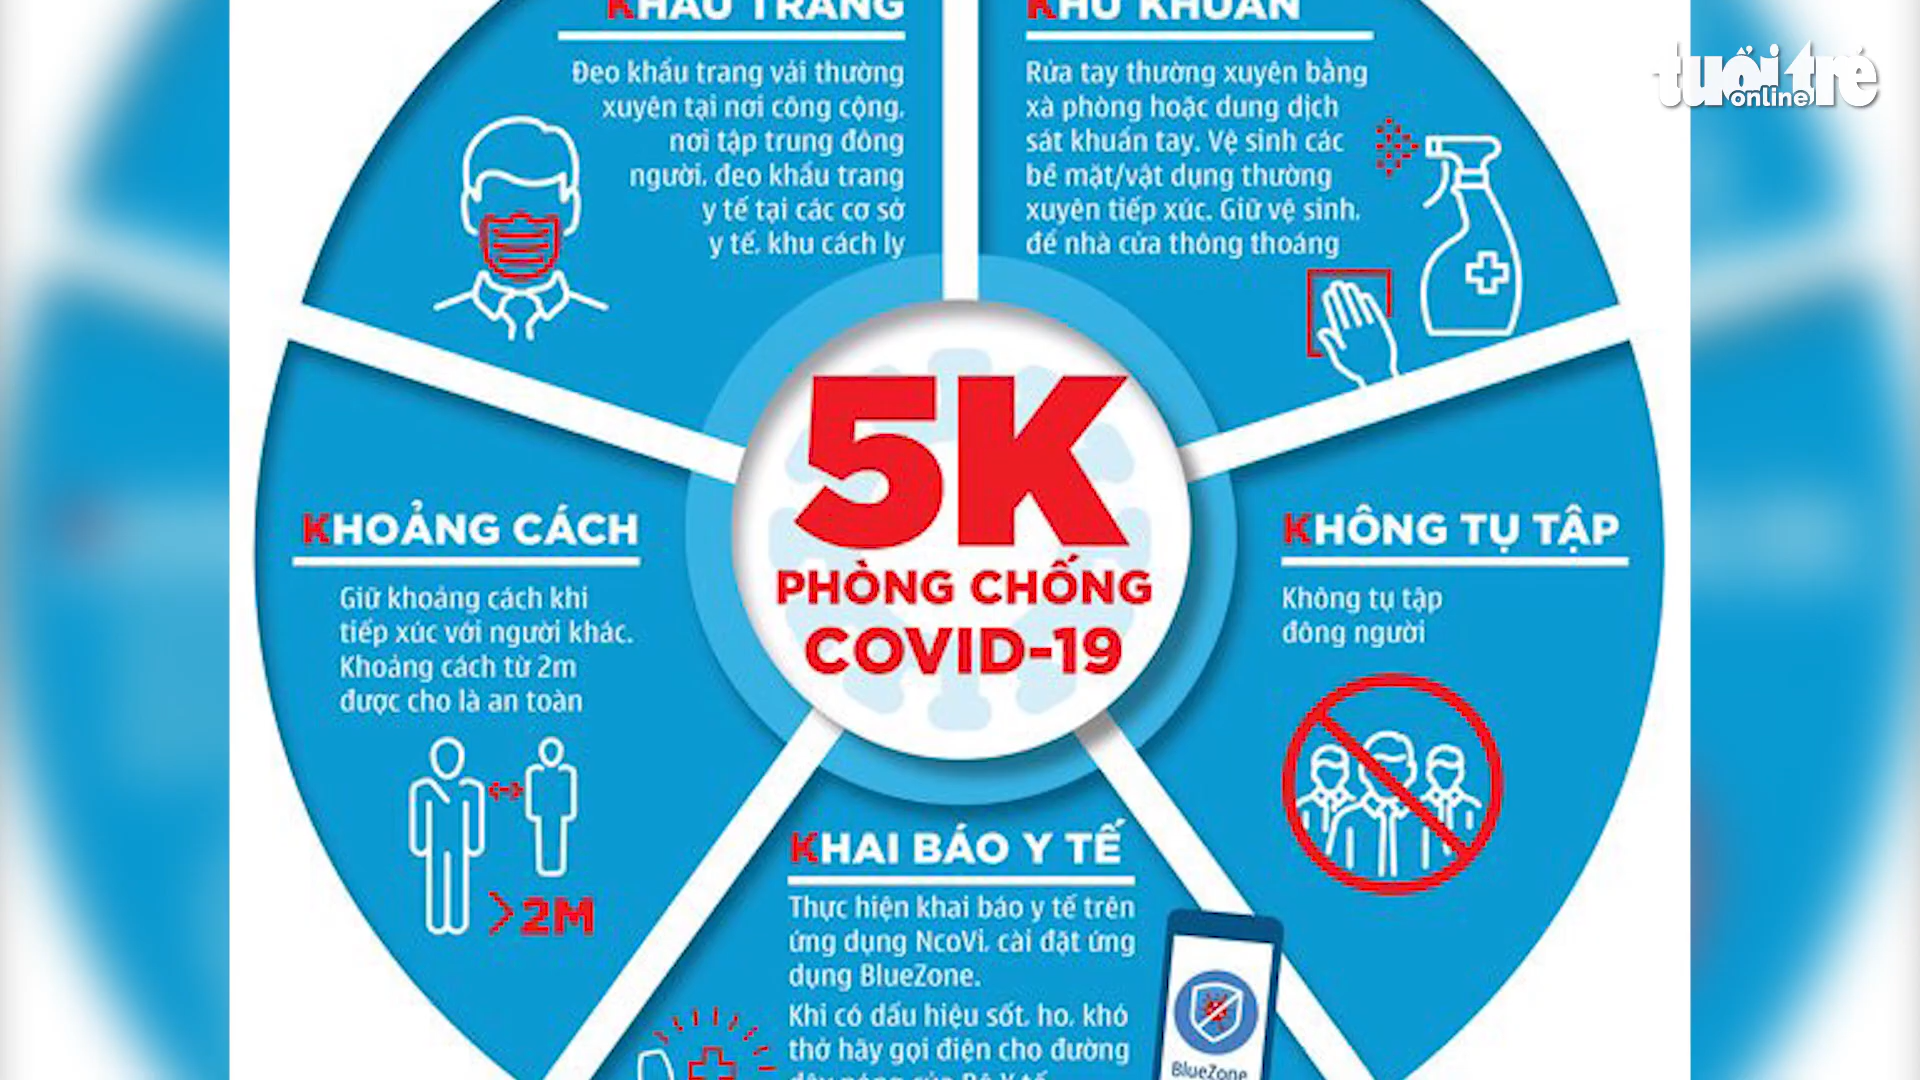 KHẨU TRANG
Đeo khẩu trang vải thường
xuyên tại nơi công cộng,
nơi tập trung đông
người, đeo khẩu trang
y tế tại các cơ sở
y tế, khu cách ly
KHỬ KHUẨN
Rửa tay thường xuyên bằng
xà phòng hoặc dung dịch
sát khuẩn tay. Vệ sinh các
bề mặt/vật dụng thường
xuyên tiếp xúc. Giữ vệ sinh,
để nhà cửa thông thoáng
tuổi trẻ
online
5K
PHÒNG CHỐNG
COVID-19
KHOẢNG CÁCH
Giữ khoảng cách khi
tiếp xúc với người khác.
Khoảng cách từ 2m
được cho là an toàn
>2M
KHÔNG TỤ TẬP
Không tụ tập
đông người
KHAI BÁO Y TẾ
Thực hiện khai báo y tế trên
ứng dụng NcoVi, cài đặt ứng
dụng BlueZone.
Khi có dấu hiệu sốt, ho, khó
thở hãy gọi điện cho đường
dây nóng của Bộ Y tế
BlueZone